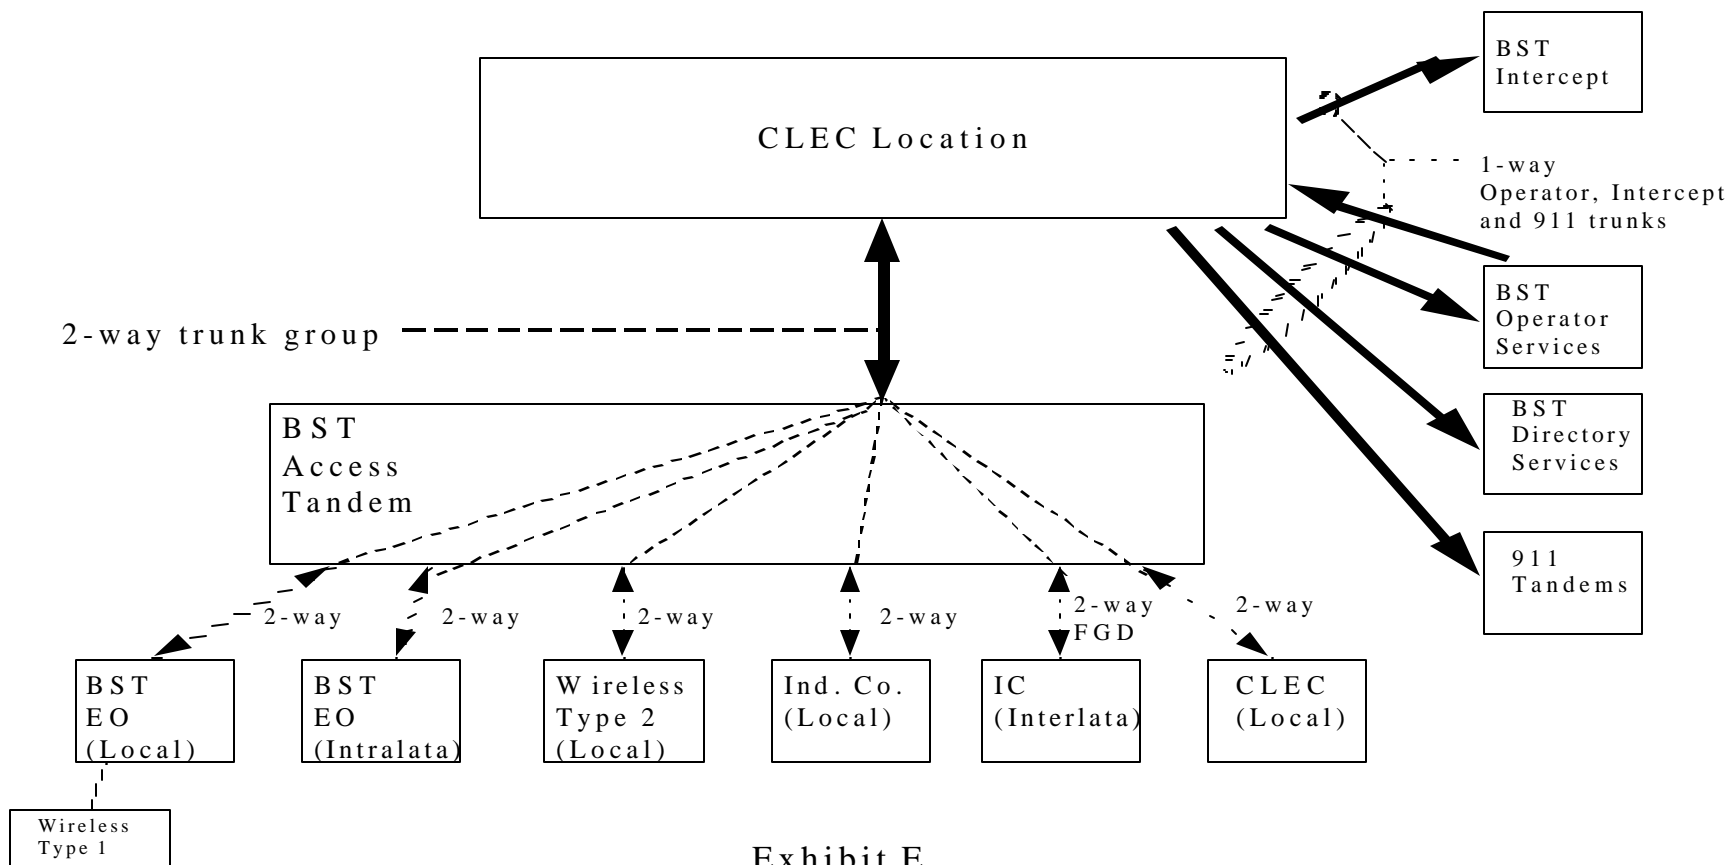 BST
Intercept
CLEC Location
1-way
Operator, Intercept
and 911 trunks
BST
Operator
Services
2-way trunk group
BST
Directory
Services
BST
Access
Tandem
911
Tandems
2-way
2-way
2-way
2-way
2-way
FGD
2-way
BST
EO
(Local)
BST
EO
(Intralata)
Wireless
Type 2
(Local)
Ind. Co.
(Local)
IC
(Interlata)
CLEC
(Local)
Wireless
Type 1
Exhibit E